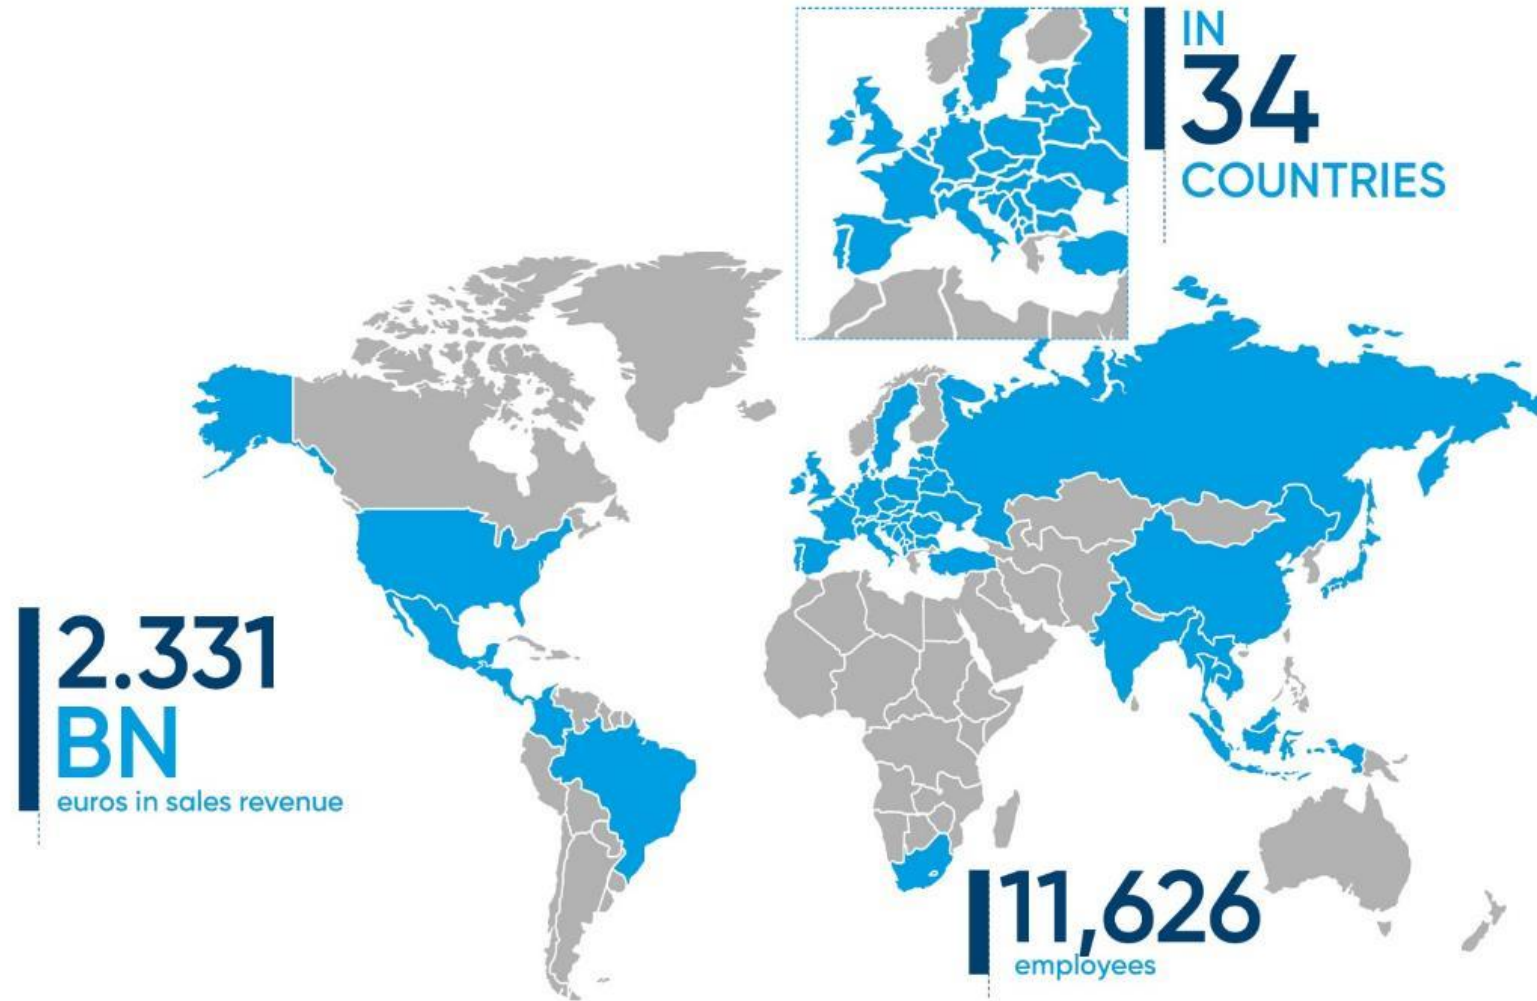 IN
34
COUNTRIES
2.331
BN
euros in sales revenue
11,626
employees